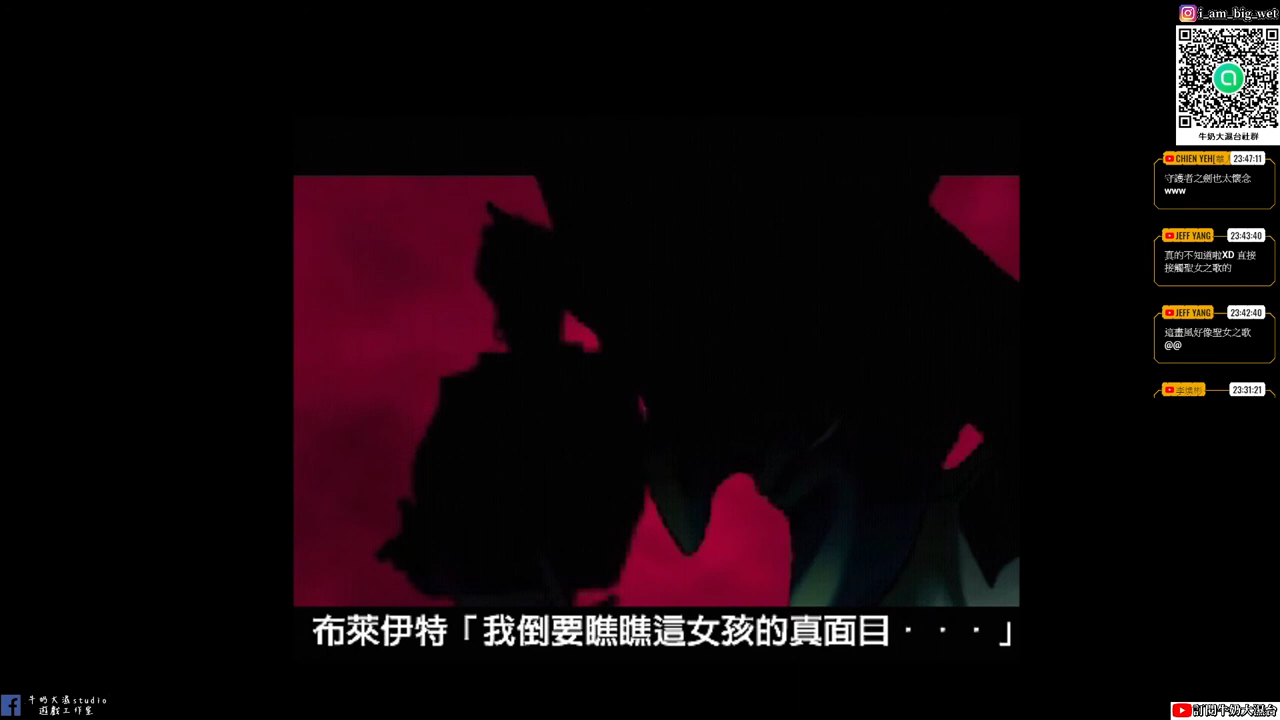 i_am_big_wet
牛奶大濕台社群
CHIEN YEH
23:47:11
守護者之劍也太懷念
www
JEFF YANG
23:43:40
真的不知道啦XD 直接
接觸聖女之歌的
JEFF YANG
23:42:40
這畫風好像聖女之歌
@@
23:31:21
布萊伊特「我倒要瞧瞧這女孩的真面目・・・」
牛奶大濕studio
遊戲工作室
訂閱牛奶大濕台